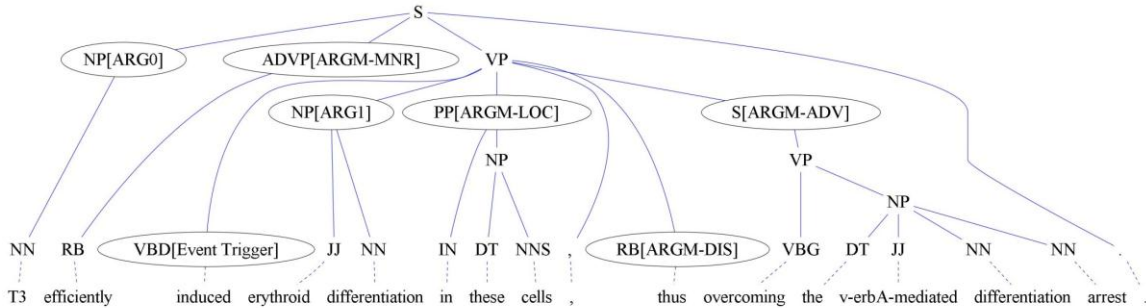 S
NP[ARG0] ADVP[ARGM-MNR] VP
NP[ARG1] PP[ARGM-LOC] S[ARGM-ADV]
NP VP
NP
NN RB VBD[Event Trigger] JJ NN IN DT NNS , RB[ARGM-DIS] VBG DT JJ NN NN .
T3 efficiently induced erythroid differentiation in these cells , thus overcoming the v-erbA-mediated differentiation arrest .